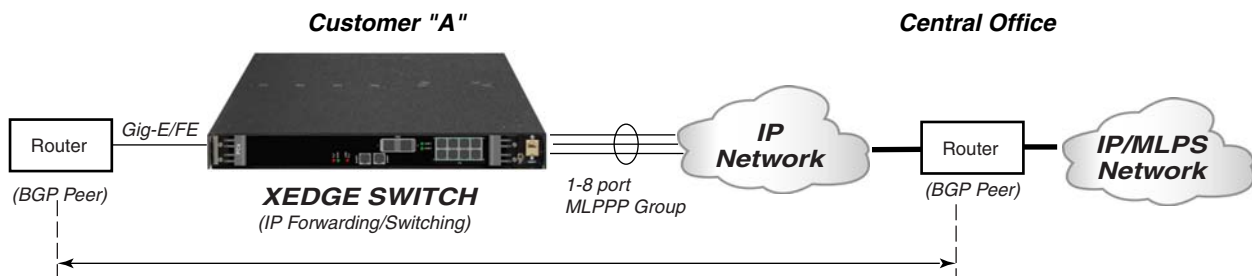 Customer "A"
Central Office
Router
(BGP Peer)
Gig-E/FE
XEDGE SWITCH
(IP Forwarding/Switching)
1-8 port
MLPPP Group
IP
Network
Router
(BGP Peer)
IP/MLPS
Network